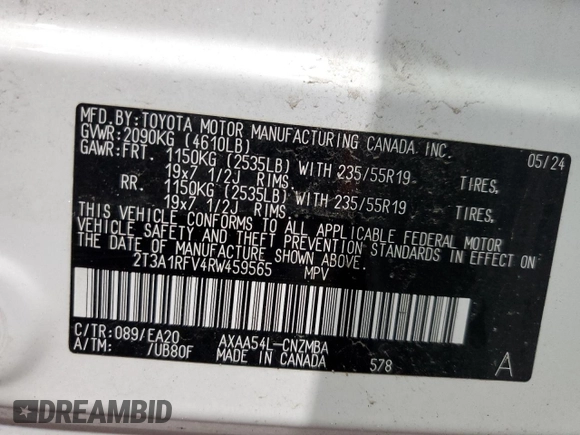 MFD.BY:TOYOTA MOTOR MANUFACTURING CANADA INC.
GVWR:2090KG (4610LB) 05/24
GAWR:FRT. 1150KG (2535LB) WITH 235/55R19 TIRES,
19x7 1/2J RIMS.
RR. 1150KG (2535LB) WITH 235/55R19 TIRES,
19x7 1/2J RIMS.
THIS VEHICLE CONFORMS TO ALL APPLICABLE FEDERAL MOTOR
VEHICLE SAFETY AND THEFT PREVENTION STANDARDS IN EFFECT ON
THE DATE OF MANUFACTURE SHOWN ABOVE.
2T3A1RFV4RW459565 MPV
C/TR:089/EA20 AXAA54L-CNZMBA
A/TM: /UB80F MADE IN CANADA 578 A
DREAMBID